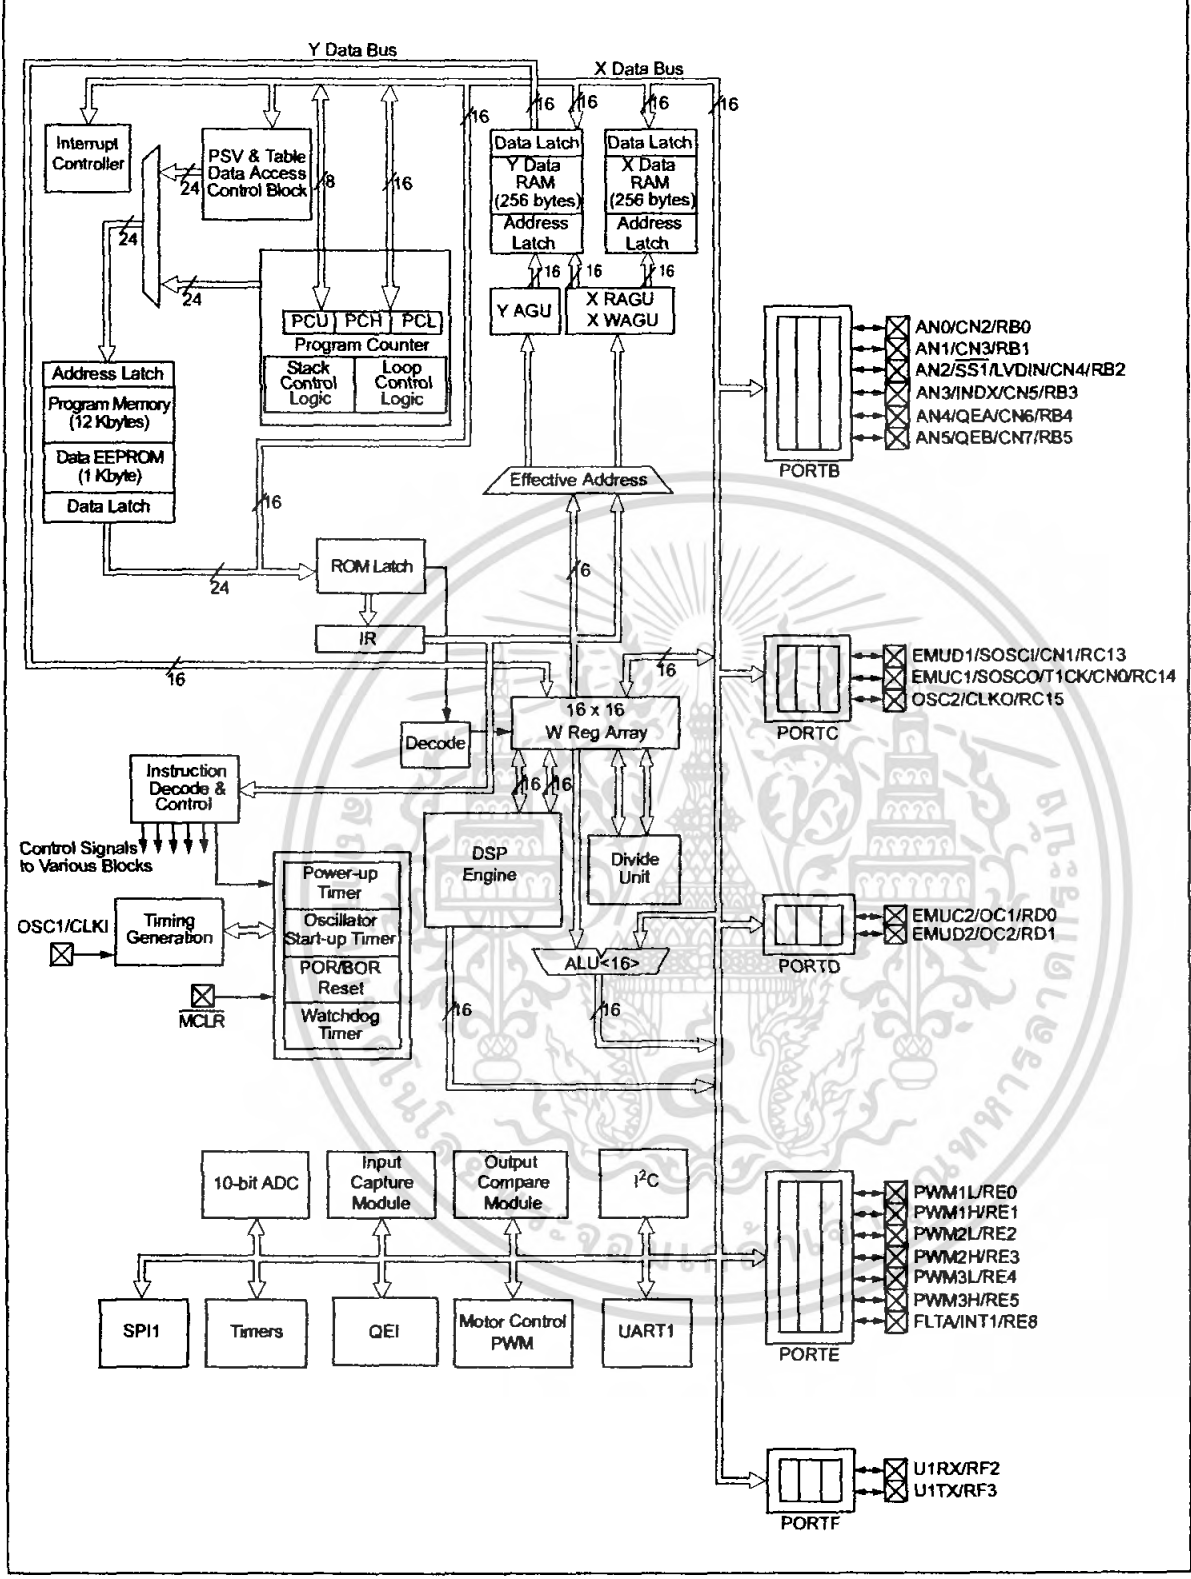 Y Data Bus
X Data Bus
16
16
16
16
16
Interrupt
Controller
PSV & Table
Data Access
Control Block
24
24
24
8
16
Data Latch
Y Data
RAM
(256 bytes)
Address
Latch
Data Latch
X Data
RAM
(256 bytes)
Address
Latch
16
16
16
Y AGU
X RAGU
X WAGU
PCU PCH PCL
Program Counter
Stack
Control
Logic
Loop
Control
Logic
Address Latch
Program Memory
(12 Kbytes)
Data EEPROM
(1 Kbyte)
Data Latch
16
24
Effective Address
ROM Latch
IR
16
16
16
16 x 16
W Reg Array
Decode
Instruction
Decode &
Control
Control Signals
to Various Blocks
16
16
DSP
Engine
Divide
Unit
Power-up
Timer
Oscillator
Start-up Timer
POR/BOR
Reset
Watchdog
Timer
OSC1/CLKI
Timing
Generation
MCLR
ALU<16>
16
16
10-bit ADC
Input
Capture
Module
Output
Compare
Module
I²C
SPI1
Timers
QEI
Motor Control
PWM
UART1
AN0/CN2/RB0
AN1/CN3/RB1
AN2/SS1/LVDIN/CN4/RB2
AN3/INDX/CN5/RB3
AN4/QEA/CN6/RB4
AN5/QEB/CN7/RB5
PORTB
EMUD1/SOSCI/CN1/RC13
EMUC1/SOSCO/T1CK/CN0/RC14
OSC2/CLKO/RC15
PORTC
EMUC2/OC1/RD0
EMUD2/OC2/RD1
PORTD
PWM1L/RE0
PWM1H/RE1
PWM2L/RE2
PWM2H/RE3
PWM3L/RE4
PWM3H/RE5
FLTA/INT1/RE8
PORTE
U1RX/RF2
U1TX/RF3
PORTF